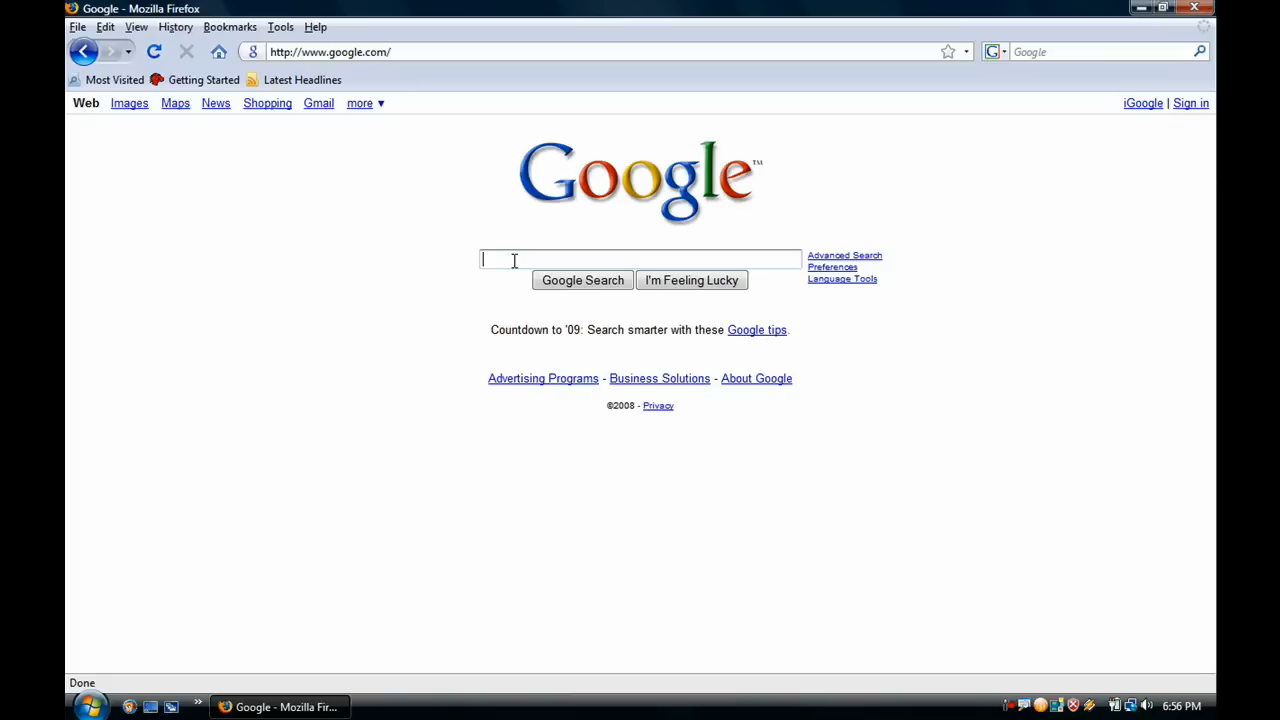 Google - Mozilla Firefox
File Edit View History Bookmarks Tools Help
http://www.google.com/ Google
Most Visited Getting Started Latest Headlines
Web Images Maps News Shopping Gmail more ▼ iGoogle | Sign in
Google™
Advanced Search
Preferences
Language Tools
Google Search I'm Feeling Lucky
Countdown to '09: Search smarter with these Google tips.
Advertising Programs - Business Solutions - About Google
©2008 - Privacy
Done
Google - Mozilla Fir... 6:56 PM